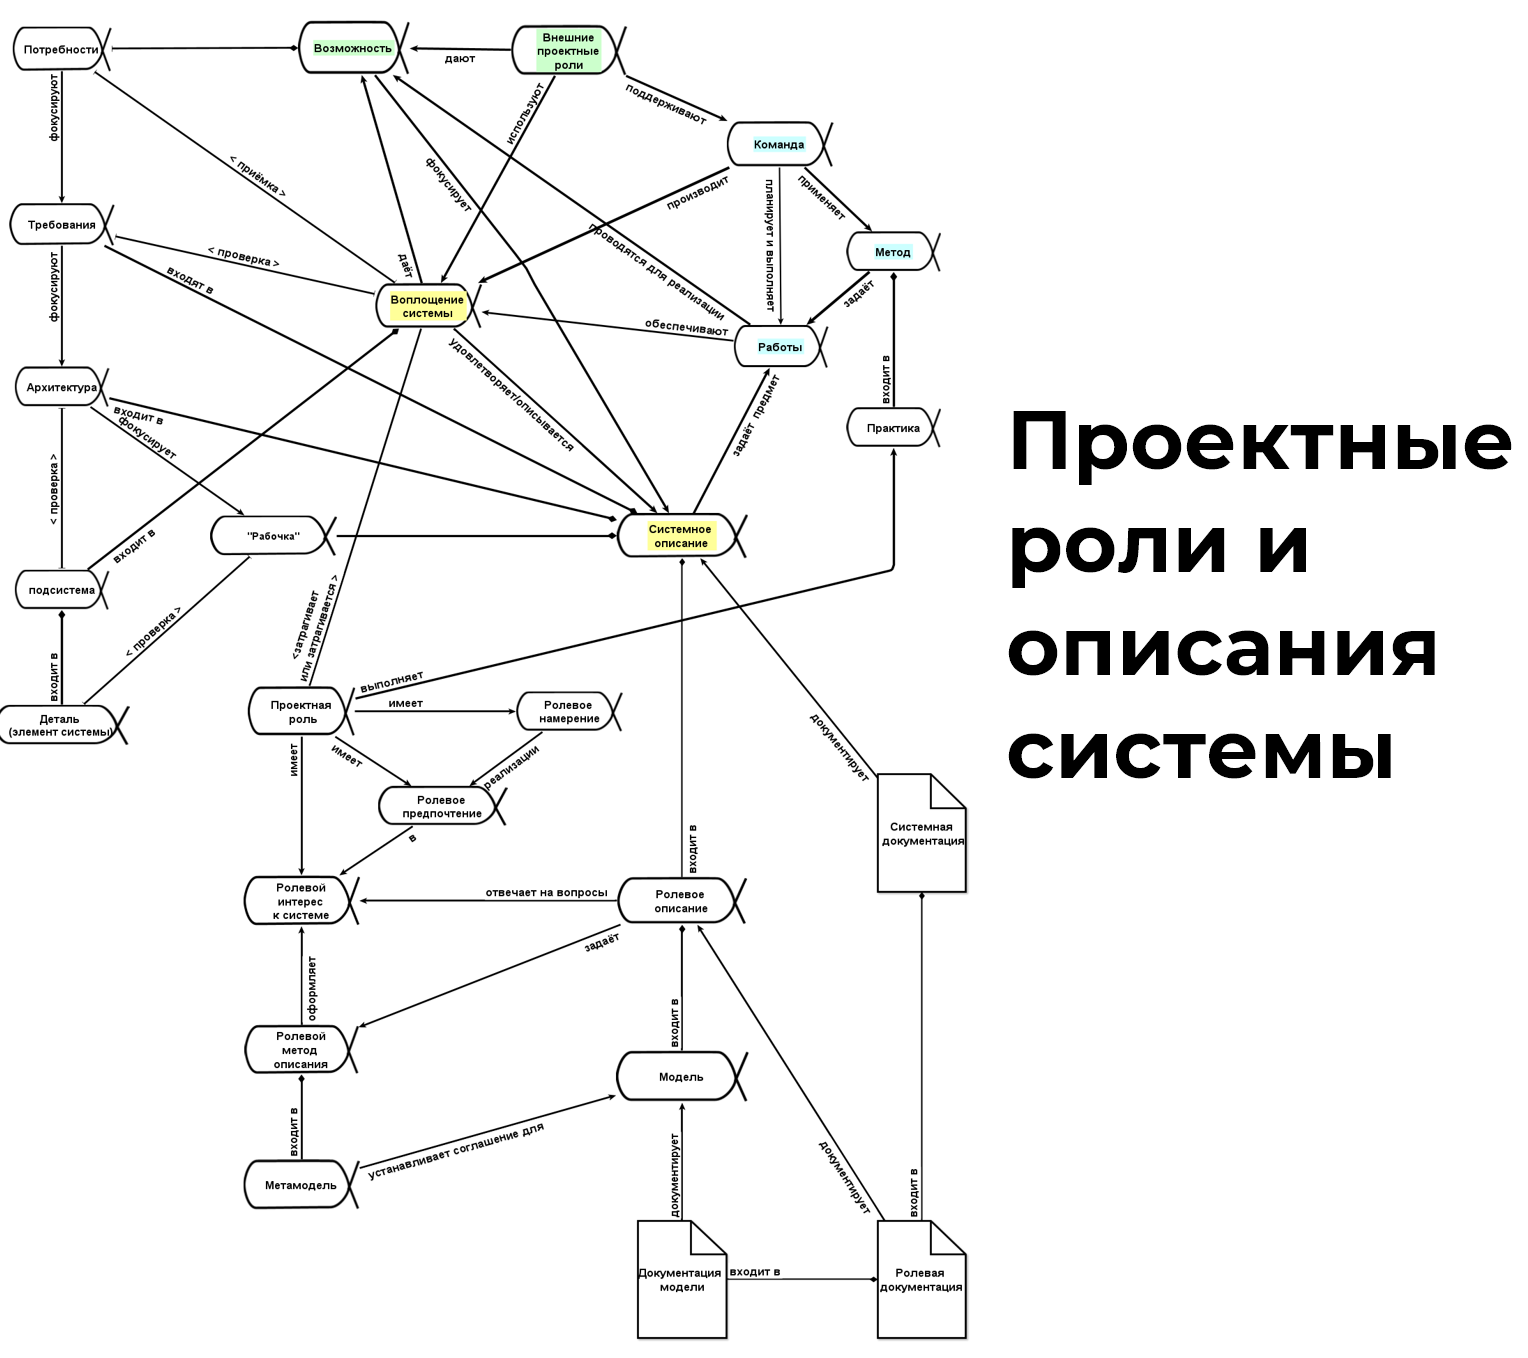 Потребности
Возможность
Внешние
проектные
роли
дают
фокусируют
используют
поддерживают
Команда
< приёмка >
фокусирует
производит
планирует и выполняет
применяет
Требования
< проверка >
даёт
проводятся для реализации
Метод
входят в
фокусируют
Воплощение
системы
задаёт
обеспечивают
Работы
удовлетворяет/описывается
входит в
Архитектура
входит в
фокусирует
задаёт предмет
Практика
< проверка >
входит в
"Рабочка"
Системное
описание
подсистема
< проверка >
<затрагивает
или затрагивается >
входит в
Деталь
(элемент системы)
Проектная
роль
выполняет
имеет
Ролевое
намерение
имеет
имеет
реализации
документирует
Ролевое
предпочтение
в
входит в
Системная
документация
Ролевой
интерес
к системе
отвечает на вопросы
Ролевое
описание
задаёт
оформляет
входит в
Ролевой
метод
описания
Модель
входит в
устанавливает соглашение для
Метамодель
документирует
документирует
входит в
Документация
модели
входит в
Ролевая
документация
Проектные
роли и
описания
системы